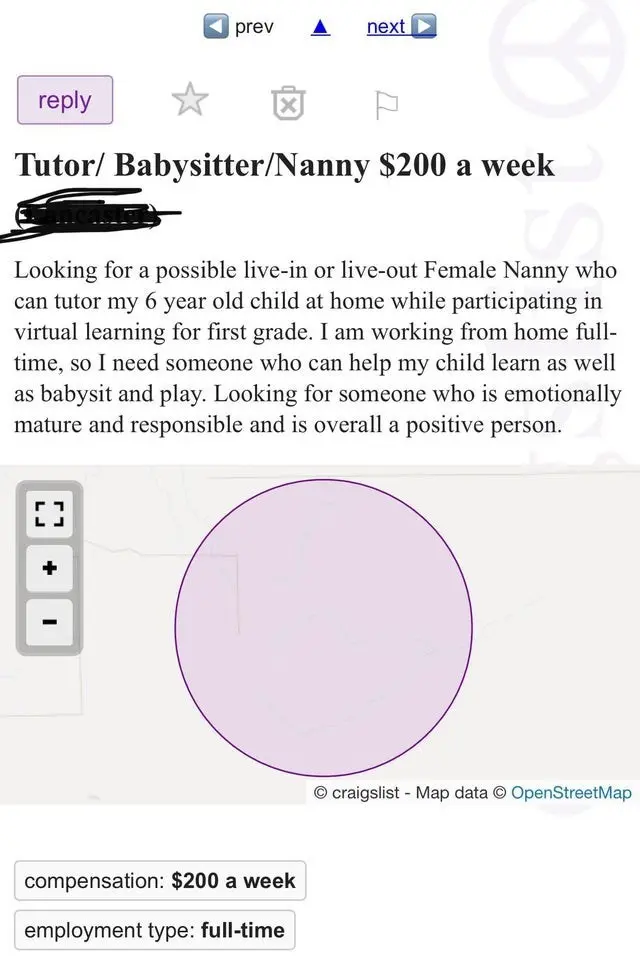 prev next
reply
Tutor/ Babysitter/Nanny $200 a week
Looking for a possible live-in or live-out Female Nanny who
can tutor my 6 year old child at home while participating in
virtual learning for first grade. I am working from home full-
time, so I need someone who can help my child learn as well
as babysit and play. Looking for someone who is emotionally
mature and responsible and is overall a positive person.
© craigslist - Map data © OpenStreetMap
compensation: $200 a week
employment type: full-time